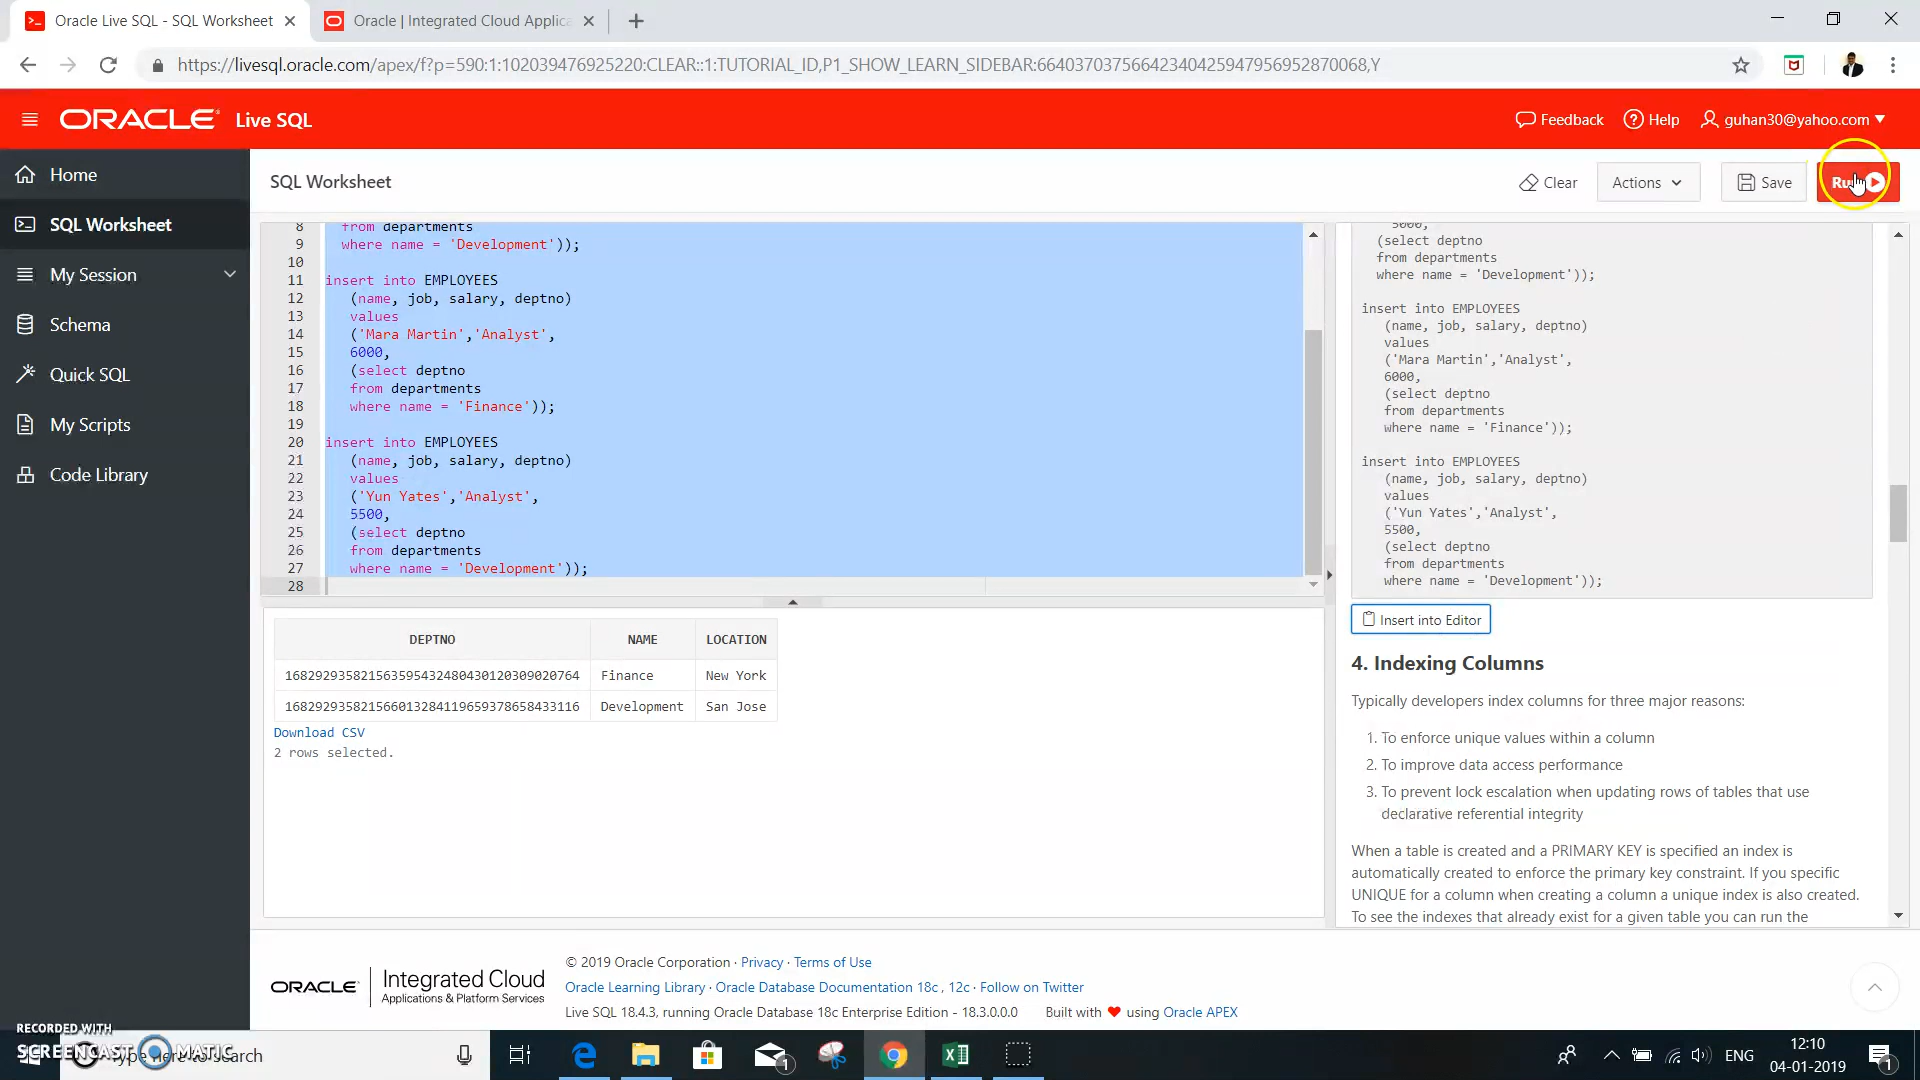 Oracle Live SQL - SQL Worksheet
Oracle | Integrated Cloud Applica
https://livesql.oracle.com/apex/f?p=590:1:102039476925220:CLEAR::1:TUTORIAL_ID,P1_SHOW_LEARN_SIDEBAR:664037037566423404259479569528700​68,Y
ORACLE Live SQL
Feedback
Help
guhan30@yahoo.com
Home
SQL Worksheet
My Session
Schema
Quick SQL
My Scripts
Code Library
SQL Worksheet
Clear
Actions
Save
Run
8 from departments
9 where name = 'Development'));
10
11 insert into EMPLOYEES
12 (name, job, salary, deptno)
13 values
14 ('Mara Martin','Analyst',
15 6000,
16 (select deptno
17 from departments
18 where name = 'Finance'));
19
20 insert into EMPLOYEES
21 (name, job, salary, deptno)
22 values
23 ('Yun Yates','Analyst',
24 5500,
25 (select deptno
26 from departments
27 where name = 'Development'));
28
DEPTNO NAME LOCATION
168292935821563595432480430120309020764 Finance New York
168292935821566013284119659378658433116 Development San Jose
Download CSV
2 rows selected.
5000,
(select deptno
from departments
where name = 'Development'));
insert into EMPLOYEES
(name, job, salary, deptno)
values
('Mara Martin','Analyst',
6000,
(select deptno
from departments
where name = 'Finance'));
insert into EMPLOYEES
(name, job, salary, deptno)
values
('Yun Yates','Analyst',
5500,
(select deptno
from departments
where name = 'Development'));
Insert into Editor
4. Indexing Columns
Typically developers index columns for three major reasons:
1. To enforce unique values within a column
2. To improve data access performance
3. To prevent lock escalation when updating rows of tables that use
declarative referential integrity
When a table is created and a PRIMARY KEY is specified an index is
automatically created to enforce the primary key constraint. If you specific
UNIQUE for a column when creating a column a unique index is also created.
To see the indexes that already exist for a given table you can run the
ORACLE Integrated Cloud
Applications & Platform Services
© 2019 Oracle Corporation · Privacy · Terms of Use
Oracle Learning Library · Oracle Database Documentation 18c , 12c · Follow on Twitter
Live SQL 18.4.3, running Oracle Database 18c Enterprise Edition - 18.3.0.0.0 Built with ❤ using Oracle APEX
RECORDED WITH
SCREENCAST MATIC
Type here to search
1
ENG
12:10
04-01-2019
1